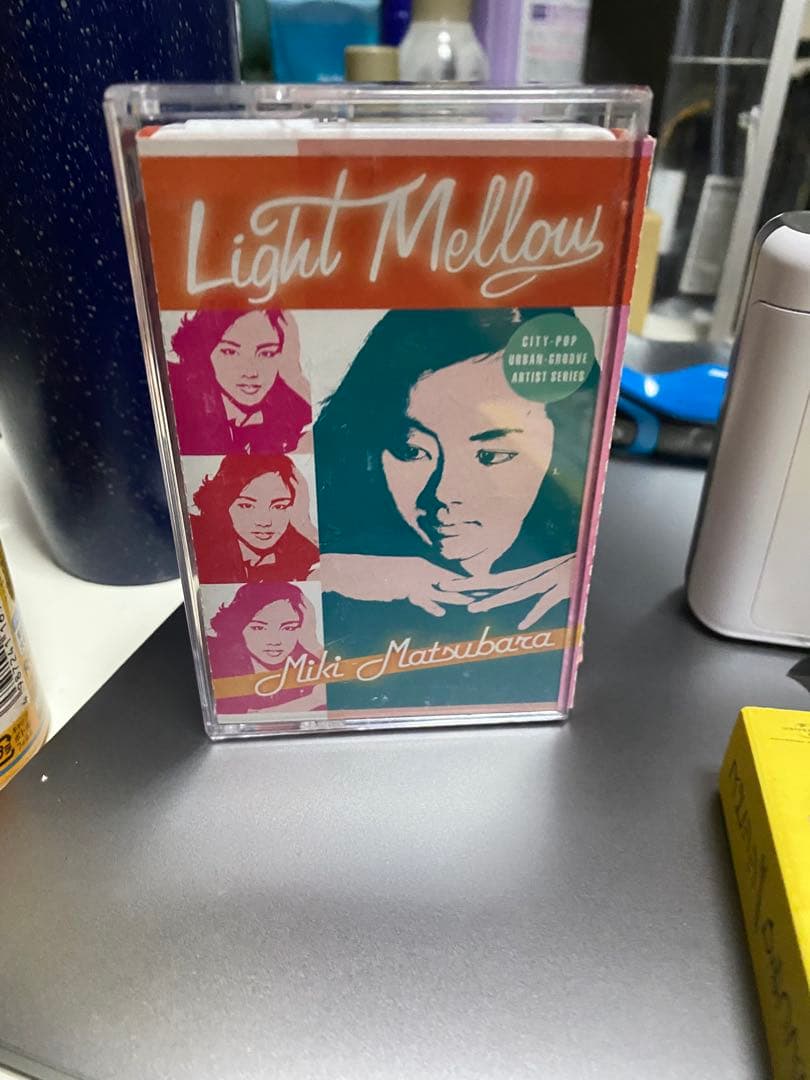 Light Mellow
CITY-POP
URBAN-GROOVE
ARTIST SERIES
Miki Matsubara